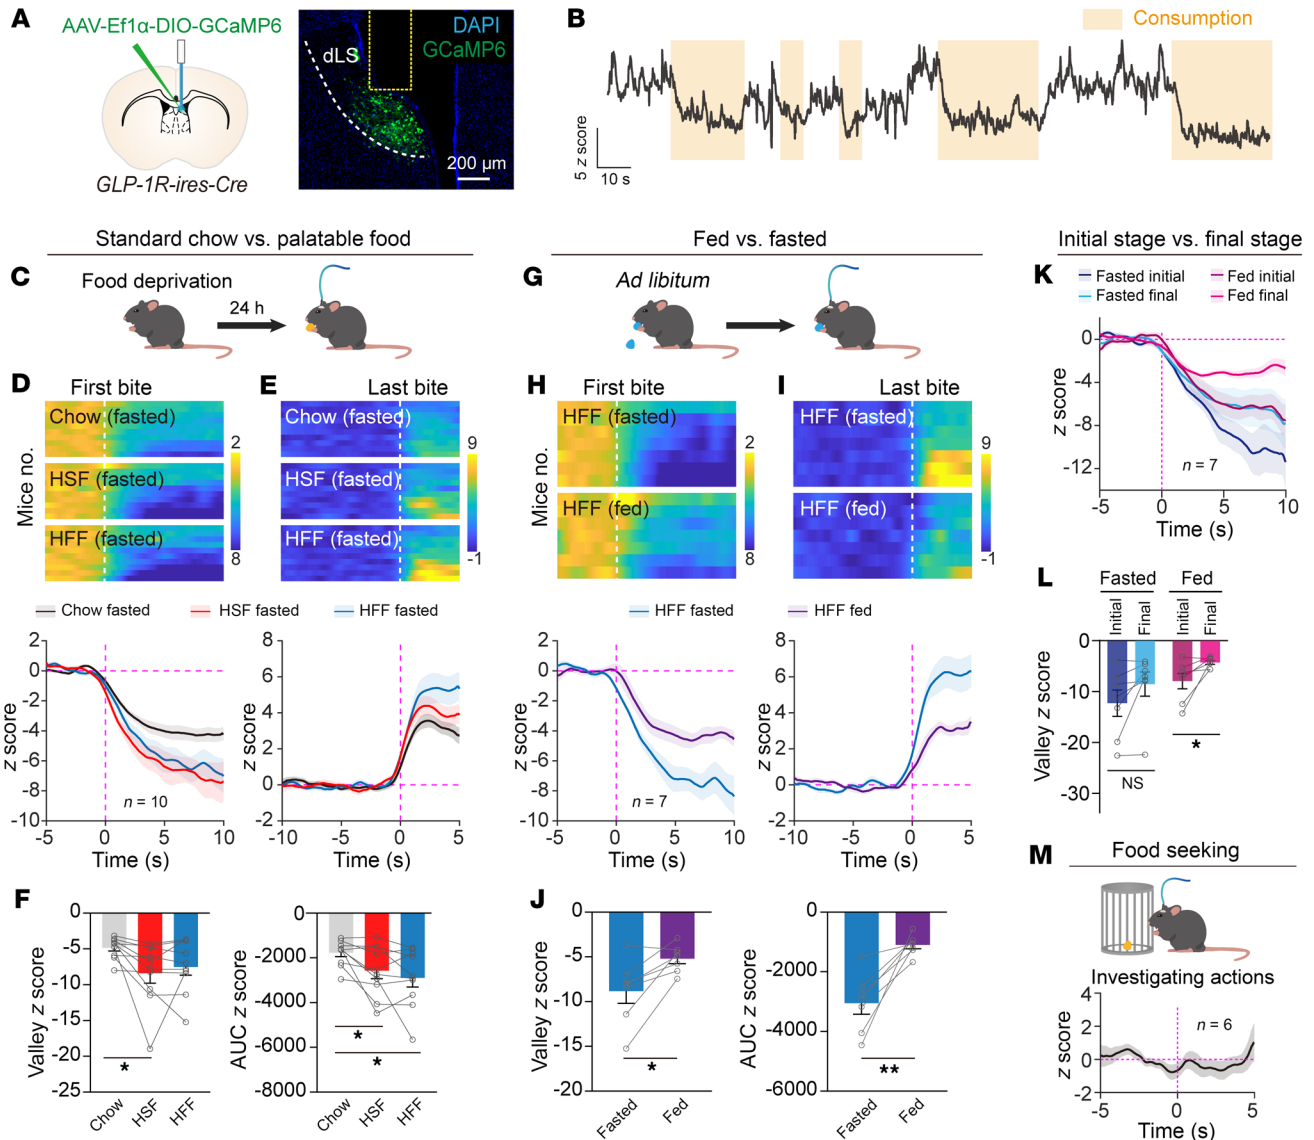 A
AAV-Ef1α-DIO-GCaMP6
GLP-1R-ires-Cre
DAPI
GCaMP6
dLS
200 µm
B
Consumption
5 z score
10 s
Standard chow vs. palatable food
C
Food deprivation
24 h
D
First bite
E
Last bite
Mice no.
Chow (fasted)
HSF (fasted)
HFF (fasted)
2
8
Chow (fasted)
HSF (fasted)
HFF (fasted)
9
-1
Chow fasted
HSF fasted
HFF fasted
z score
2
0
-2
-4
-6
-8
-10
n = 10
-5
0
5
10
Time (s)
z score
8
6
4
2
0
-2
-10
-5
0
5
Time (s)
F
Valley z score
0
-5
-10
-15
-20
-25
*
Chow
HSF
HFF
AUC z score
0
-2000
-4000
-6000
-8000
*
*
Chow
HSF
HFF
Fed vs. fasted
G
Ad libitum
H
First bite
I
Last bite
Mice no.
HFF (fasted)
HFF (fed)
2
8
HFF (fasted)
HFF (fed)
9
-1
HFF fasted
HFF fed
z score
2
0
-2
-4
-6
-8
-10
n = 7
-5
0
5
10
Time (s)
z score
8
6
4
2
0
-2
-10
-5
0
5
Time (s)
J
Valley z score
0
-5
-10
-15
-20
*
Fasted
Fed
AUC z score
0
-2000
-4000
-6000
**
Fasted
Fed
Initial stage vs. final stage
K
Fasted initial
Fed initial
Fasted final
Fed final
z score
0
-4
-8
-12
n = 7
-5
0
5
10
Time (s)
L
Fasted
Fed
Initial
Final
Initial
Final
Valley z score
0
-10
-20
-30
NS
*
M
Food seeking
Investigating actions
z score
4
2
0
-2
n = 6
-5
0
5
Time (s)